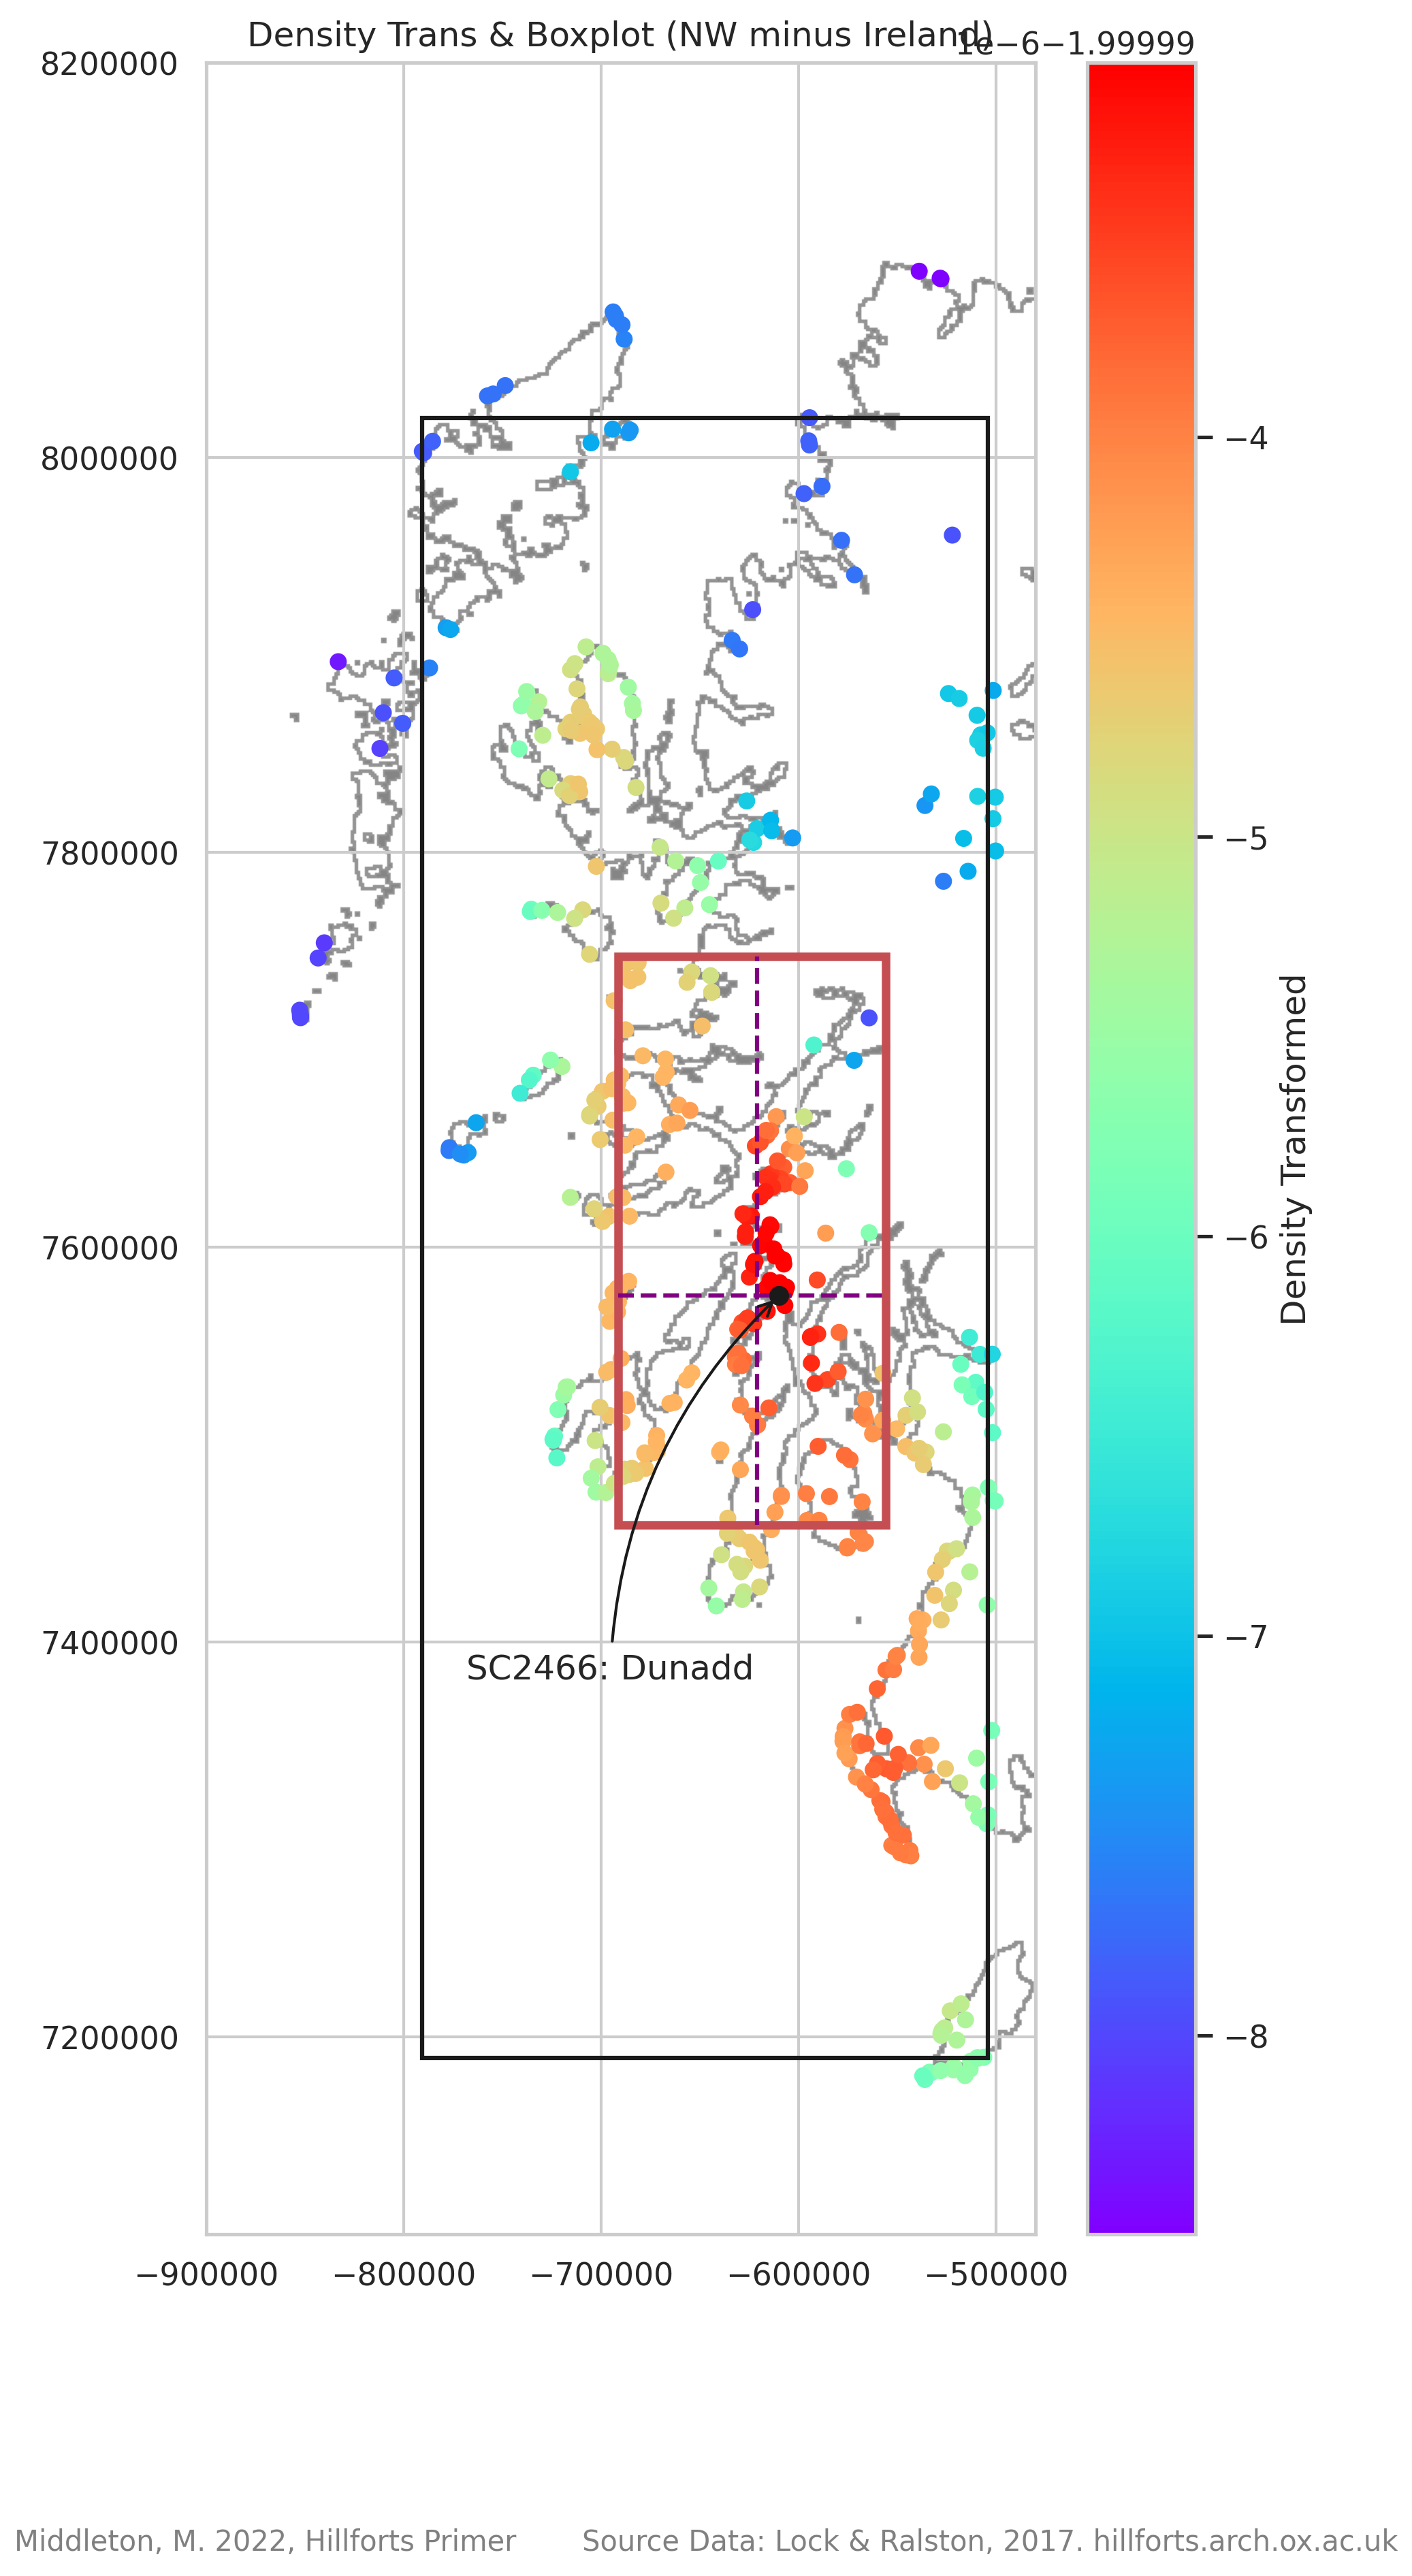 Density Trans & Boxplot (NW minus Ireland)
1e−6−1.99999
8200000
8000000
7800000
7600000
7400000
7200000
−900000 −800000 −700000 −600000 −500000
SC2466: Dunadd
−4
−5
−6
−7
−8
Density Transformed
Middleton, M. 2022, Hillforts Primer
Source Data: Lock & Ralston, 2017. hillforts.arch.ox.ac.uk